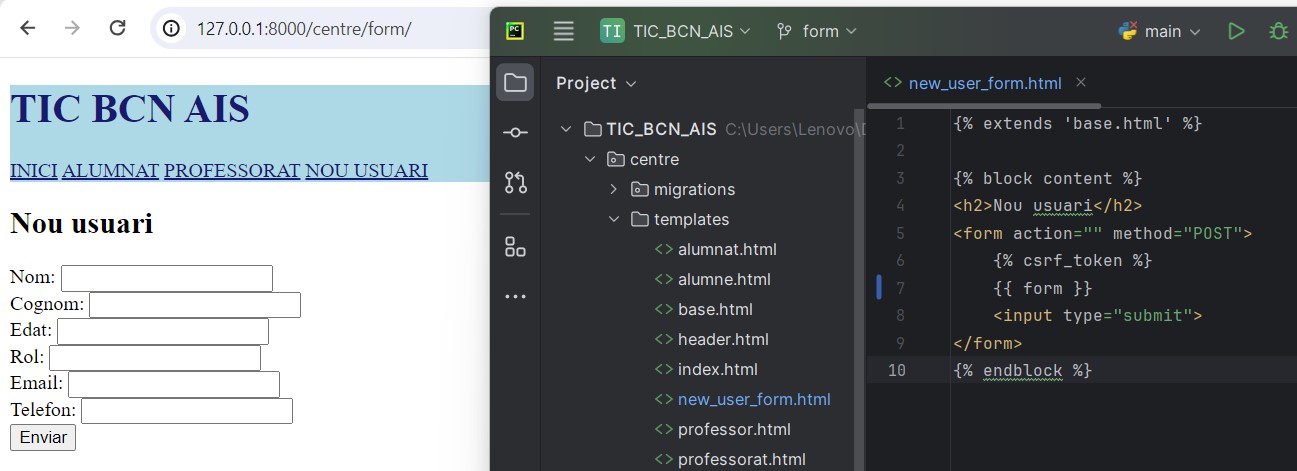 127.0.0.1:8000/centre/form/
TIC BCN AIS
INICI ALUMNAT PROFESSORAT NOU USUARI
Nou usuari
Nom:
Cognom:
Edat:
Rol:
Email:
Telefon:
Enviar
PC
TI TIC_BCN_AIS form main
Project
TIC_BCN_AIS C:\Users\Lenovo\
centre
migrations
templates
alumnat.html
alumne.html
base.html
header.html
index.html
new_user_form.html
professor.html
professorat.html
new_user_form.html
1 {% extends 'base.html' %}
2
3 {% block content %}
4 <h2>Nou usuari</h2>
5 <form action="" method="POST">
6 {% csrf_token %}
7 {{ form }}
8 <input type="submit">
9 </form>
10 {% endblock %}